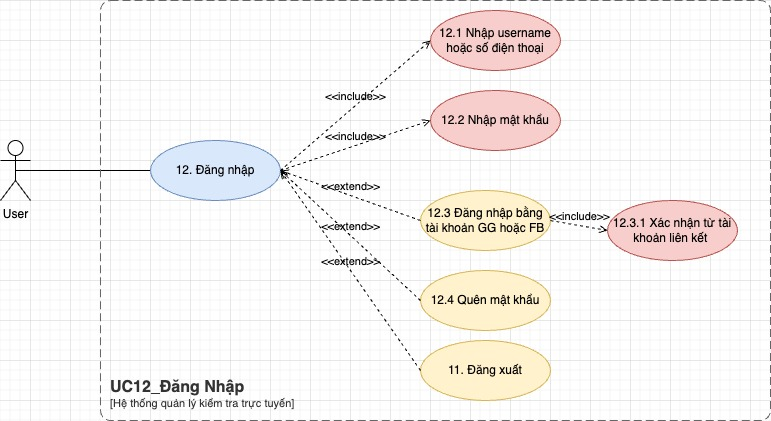 12.1 Nhập username
hoặc số điện thoại
<<include>>
12.2 Nhập mật khẩu
<<include>>
12. Đăng nhập
User
<<extend>>
12.3 Đăng nhập bằng
tài khoản GG hoặc FB
<<include>>
12.3.1 Xác nhận từ tài
khoản liên kết
<<extend>>
<<extend>>
12.4 Quên mật khẩu
11. Đăng xuất
UC12_Đăng Nhập
[Hệ thống quản lý kiểm tra trực tuyến]